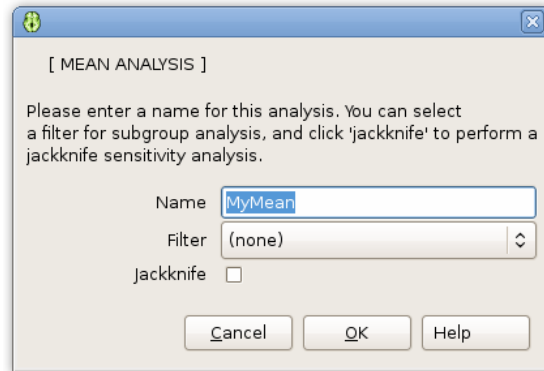 [ MEAN ANALYSIS ]
Please enter a name for this analysis. You can select
a filter for subgroup analysis, and click 'jackknife' to perform a
jackknife sensitivity analysis.
Name MyMean
Filter (none)
Jackknife
Cancel OK Help